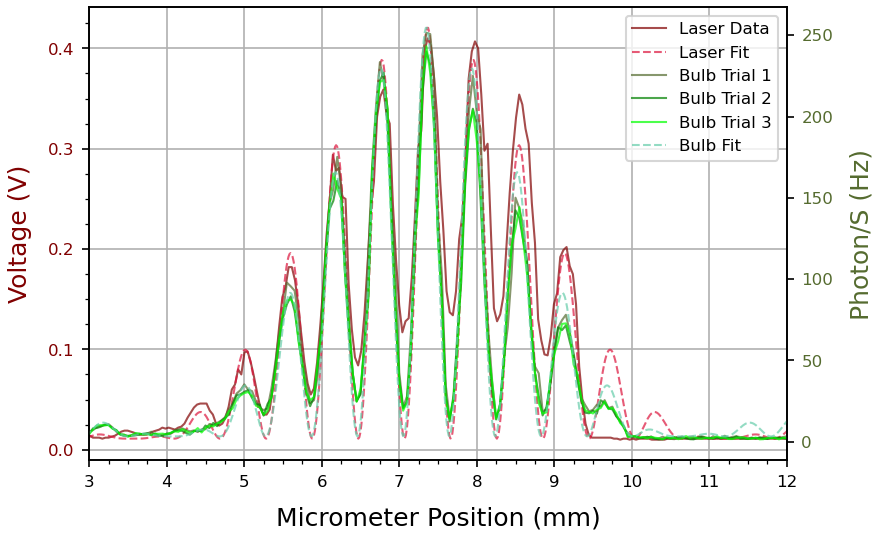 Laser Data
Laser Fit
Bulb Trial 1
Bulb Trial 2
Bulb Trial 3
Bulb Fit
Voltage (V)
0.4
0.3
0.2
0.1
0.0
Photon/S (Hz)
250
200
150
100
50
0
3 4 5 6 7 8 9 10 11 12
Micrometer Position (mm)